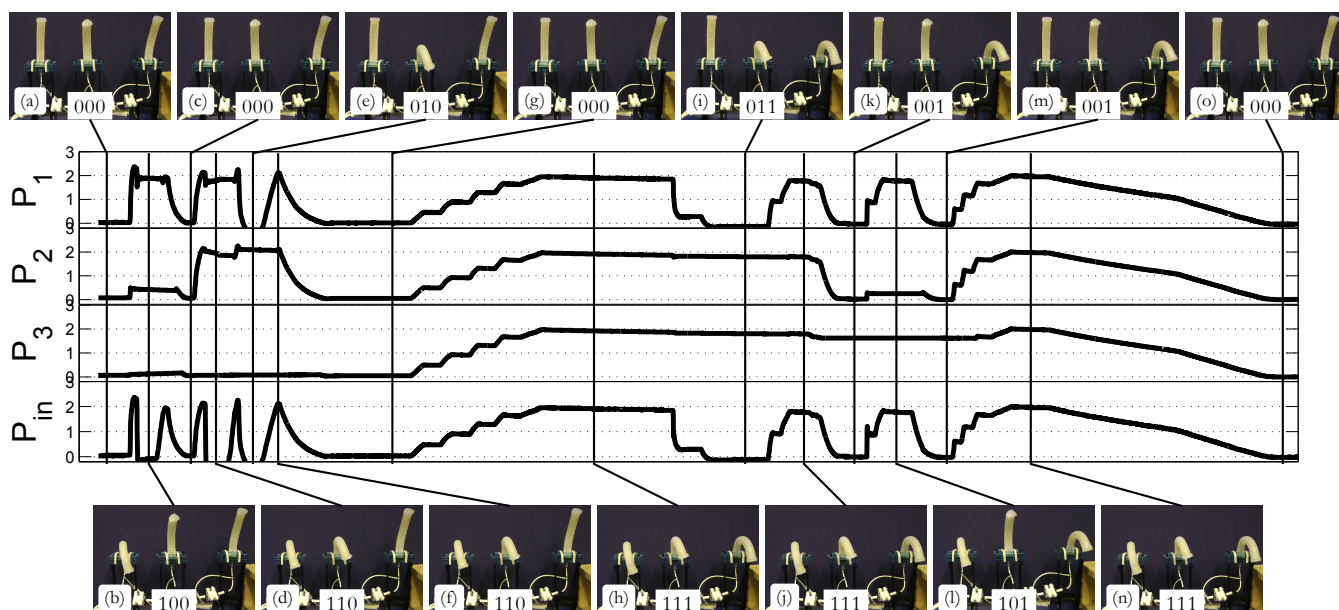 (a) 000
(c) 000
(e) 010
(g) 000
(i) 011
(k) 001
(m) 001
(o) 000
P1
3
2
1
0
P2
3
2
1
0
P3
3
2
1
0
Pin
3
2
1
0
(b) 100
(d) 110
(f) 110
(h) 111
(j) 111
(l) 101
(n) 111